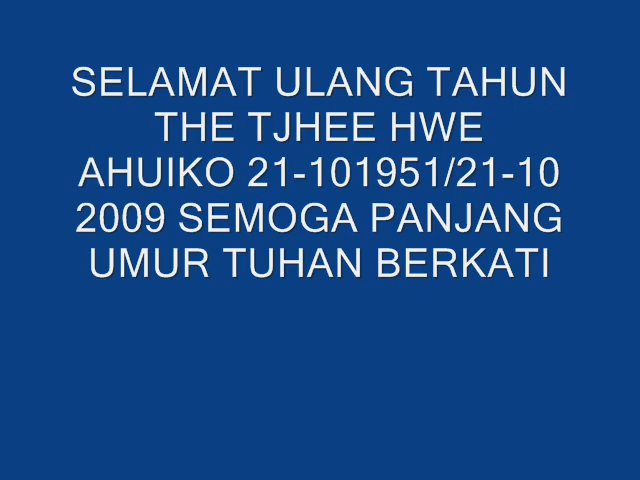 SELAMAT ULANG TAHUN
THE TJHEE HWE
AHUIKO 21-101951/21-10
2009 SEMOGA PANJANG
UMUR TUHAN BERKATI